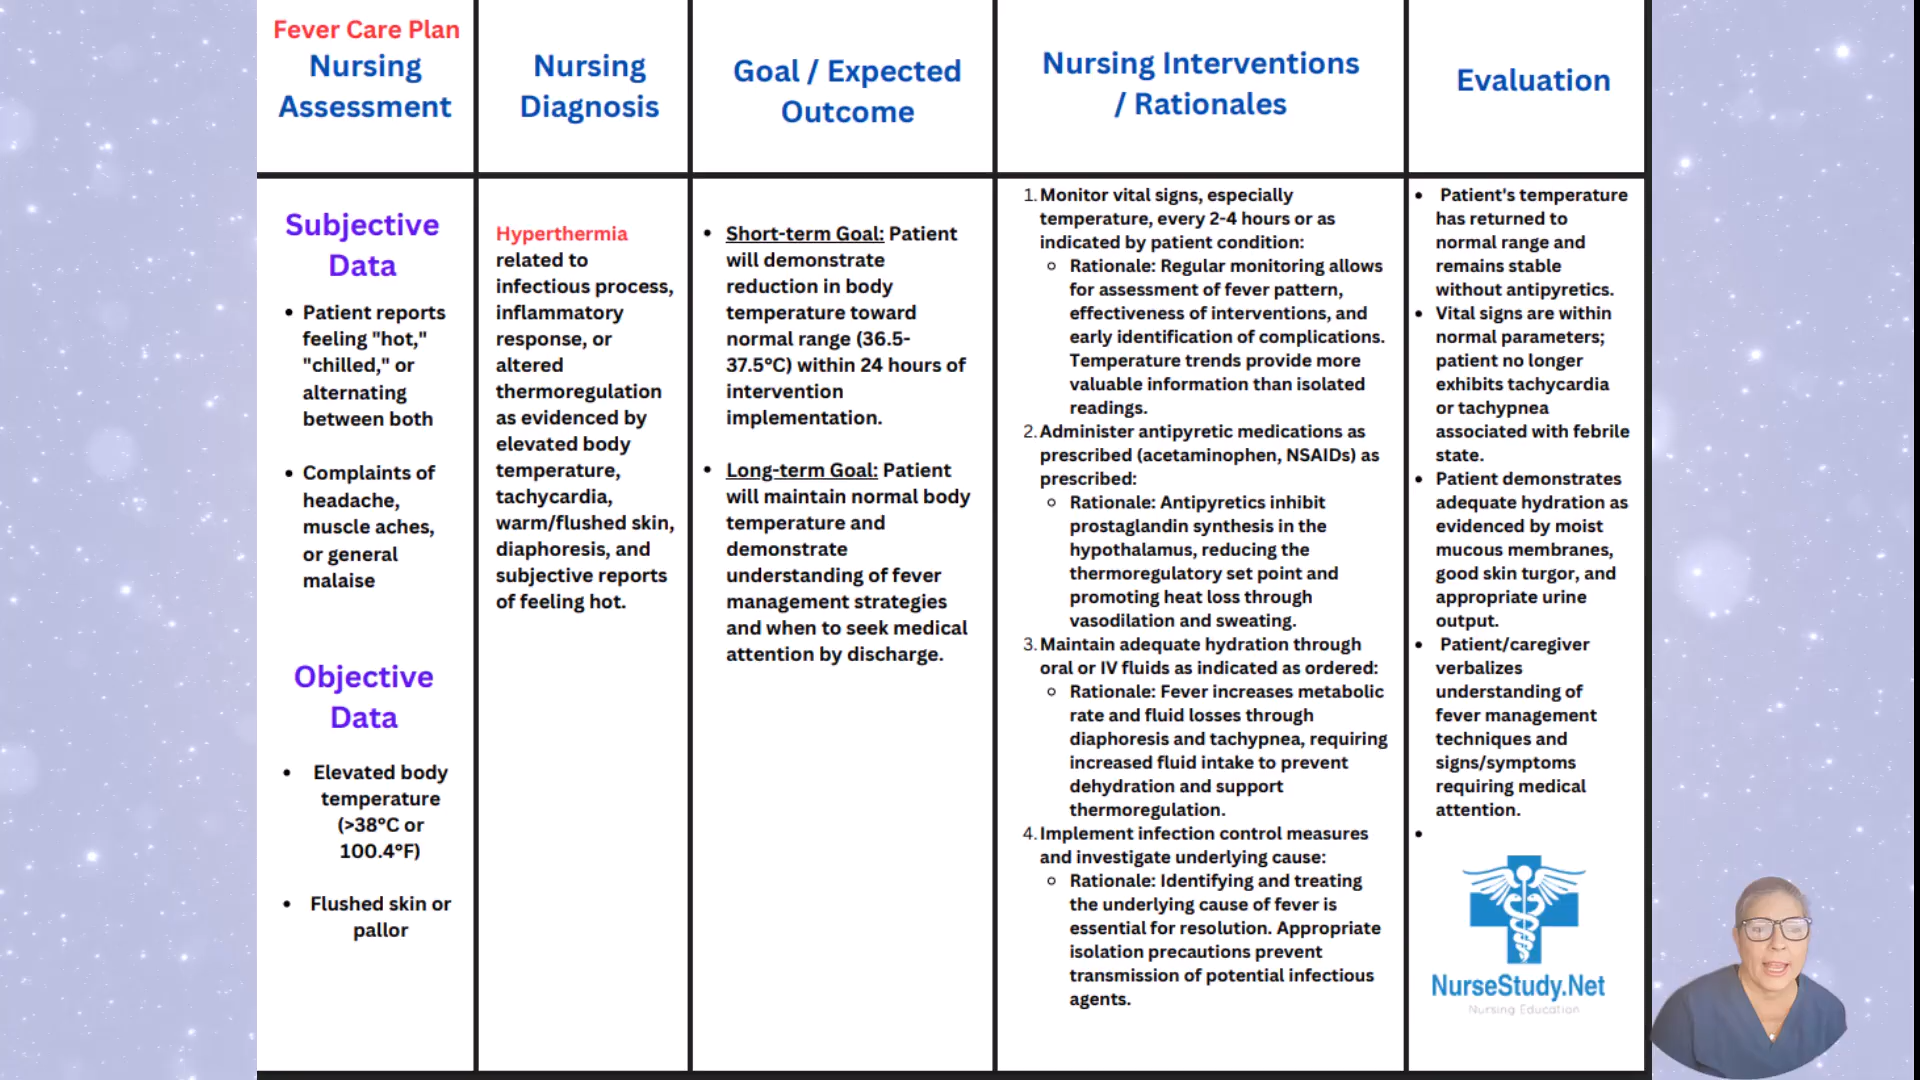 Fever Care Plan
Nursing
Assessment
Nursing
Diagnosis
Goal / Expected
Outcome
Nursing Interventions
/ Rationales
Evaluation
Subjective
Data
• Patient reports
feeling "hot,"
"chilled," or
alternating
between both
• Complaints of
headache,
muscle aches,
or general
malaise
Objective
Data
• Elevated body
temperature
(>38°C or
100.4°F)
• Flushed skin or
pallor
Hyperthermia
related to
infectious process,
inflammatory
response, or
altered
thermoregulation
as evidenced by
elevated body
temperature,
tachycardia,
warm/flushed skin,
diaphoresis, and
subjective reports
of feeling hot.
• Short-term Goal: Patient
will demonstrate
reduction in body
temperature toward
normal range (36.5-
37.5°C) within 24 hours of
intervention
implementation.
• Long-term Goal: Patient
will maintain normal body
temperature and
demonstrate
understanding of fever
management strategies
and when to seek medical
attention by discharge.
1. Monitor vital signs, especially
temperature, every 2-4 hours or as
indicated by patient condition:
○ Rationale: Regular monitoring allows
for assessment of fever pattern,
effectiveness of interventions, and
early identification of complications.
Temperature trends provide more
valuable information than isolated
readings.
2. Administer antipyretic medications as
prescribed (acetaminophen, NSAIDs) as
prescribed:
○ Rationale: Antipyretics inhibit
prostaglandin synthesis in the
hypothalamus, reducing the
thermoregulatory set point and
promoting heat loss through
vasodilation and sweating.
3. Maintain adequate hydration through
oral or IV fluids as indicated as ordered:
○ Rationale: Fever increases metabolic
rate and fluid losses through
diaphoresis and tachypnea, requiring
increased fluid intake to prevent
dehydration and support
thermoregulation.
4. Implement infection control measures
and investigate underlying cause:
○ Rationale: Identifying and treating
the underlying cause of fever is
essential for resolution. Appropriate
isolation precautions prevent
transmission of potential infectious
agents.
• Patient's temperature
has returned to
normal range and
remains stable
without antipyretics.
• Vital signs are within
normal parameters;
patient no longer
exhibits tachycardia
or tachypnea
associated with febrile
state.
• Patient demonstrates
adequate hydration as
evidenced by moist
mucous membranes,
good skin turgor, and
appropriate urine
output.
• Patient/caregiver
verbalizes
understanding of
fever management
techniques and
signs/symptoms
requiring medical
attention.
•
NurseStudy.Net
Nursing Education